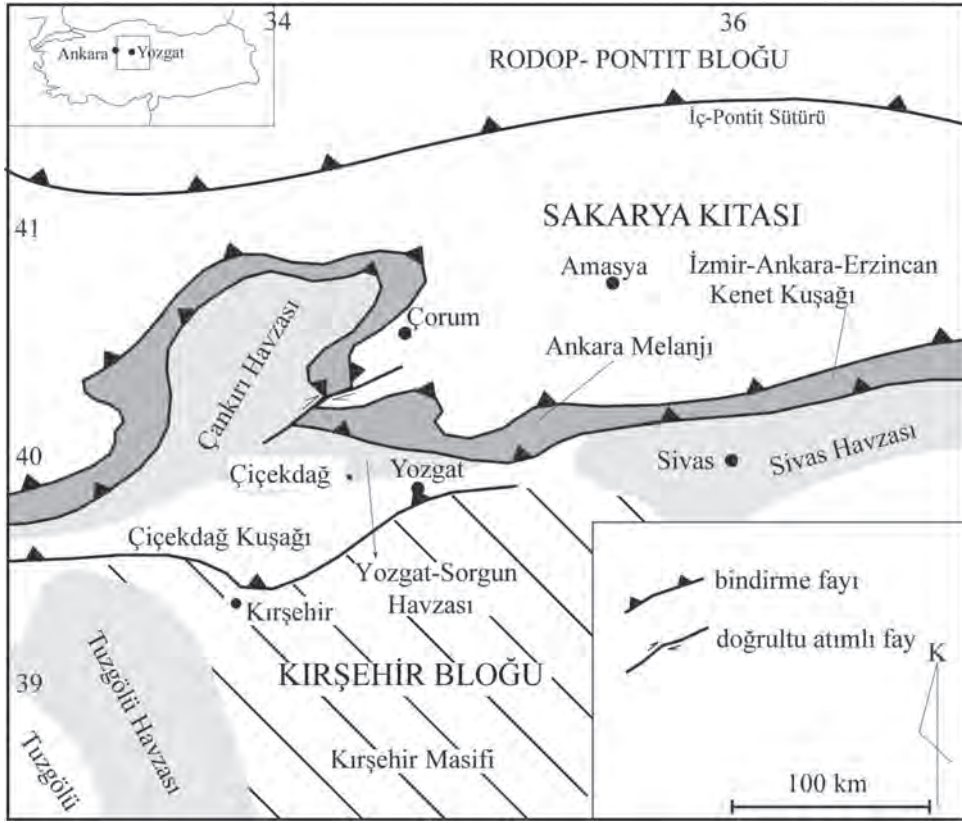 34
36
Ankara
Yozgat
RODOP- PONTIT BLOĞU
İç-Pontit Sütürü
41
SAKARYA KITASI
Amasya
İzmir-Ankara-Erzincan
Kenet Kuşağı
Çorum
Ankara Melanjı
Çankırı Havzası
40
Çiçekdağ
Yozgat
Sivas
Sivas Havzası
Çiçekdağ Kuşağı
Yozgat-Sorgun
Havzası
Kırşehir
bindirme fayı
doğrultu atımlı fay
K
39
KIRŞEHİR BLOĞU
Tuzgölü Havzası
Tuzgölü
Kırşehir Masifi
100 km